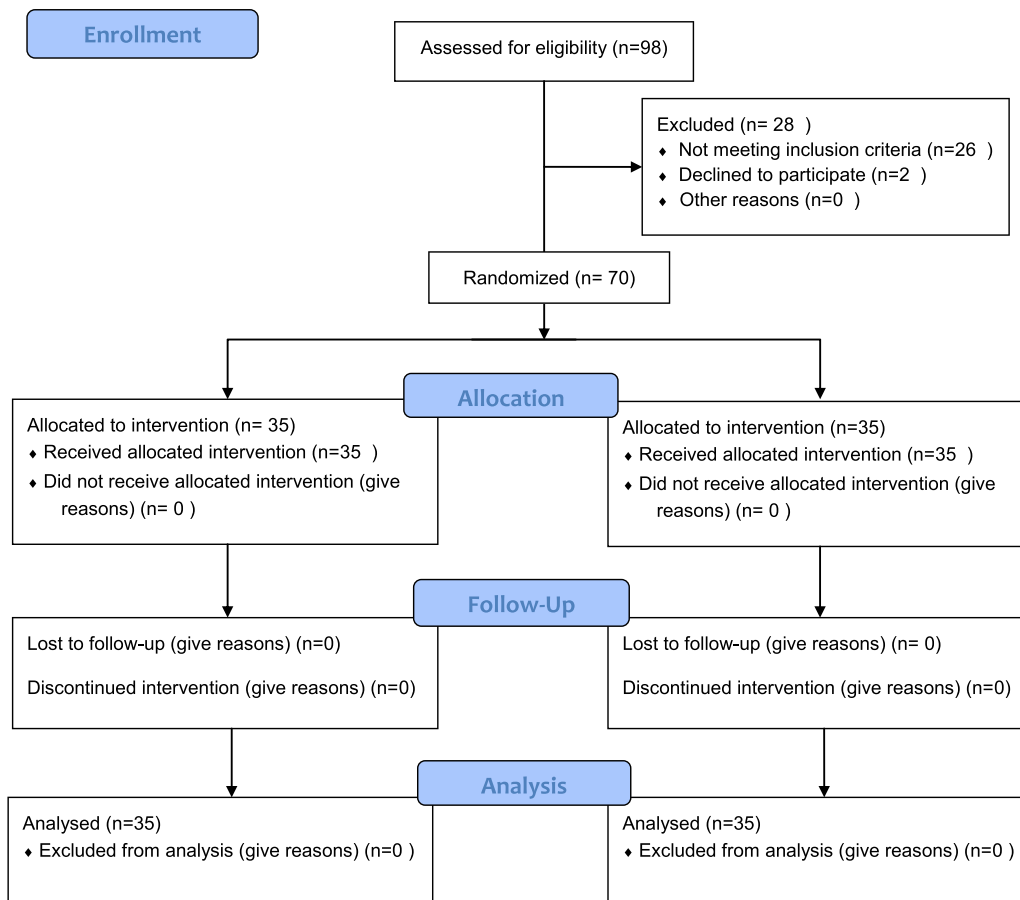 Enrollment
Assessed for eligibility (n=98)
Excluded (n= 28  )
♦ Not meeting inclusion criteria (n=26  )
♦ Declined to participate (n=2  )
♦ Other reasons (n=0  )
Randomized (n= 70)
Allocation
Allocated to intervention (n= 35)
♦ Received allocated intervention (n=35  )
♦ Did not receive allocated intervention (give
reasons) (n= 0 )
Allocated to intervention (n=35)
♦ Received allocated intervention (n=35  )
♦ Did not receive allocated intervention (give
reasons) (n= 0 )
Follow-Up
Lost to follow-up (give reasons) (n=0)
Discontinued intervention (give reasons) (n=0)
Lost to follow-up (give reasons) (n= 0)
Discontinued intervention (give reasons) (n=0)
Analysis
Analysed (n=35)
♦ Excluded from analysis (give reasons) (n=0 )
Analysed (n=35)
♦ Excluded from analysis (give reasons) (n=0 )